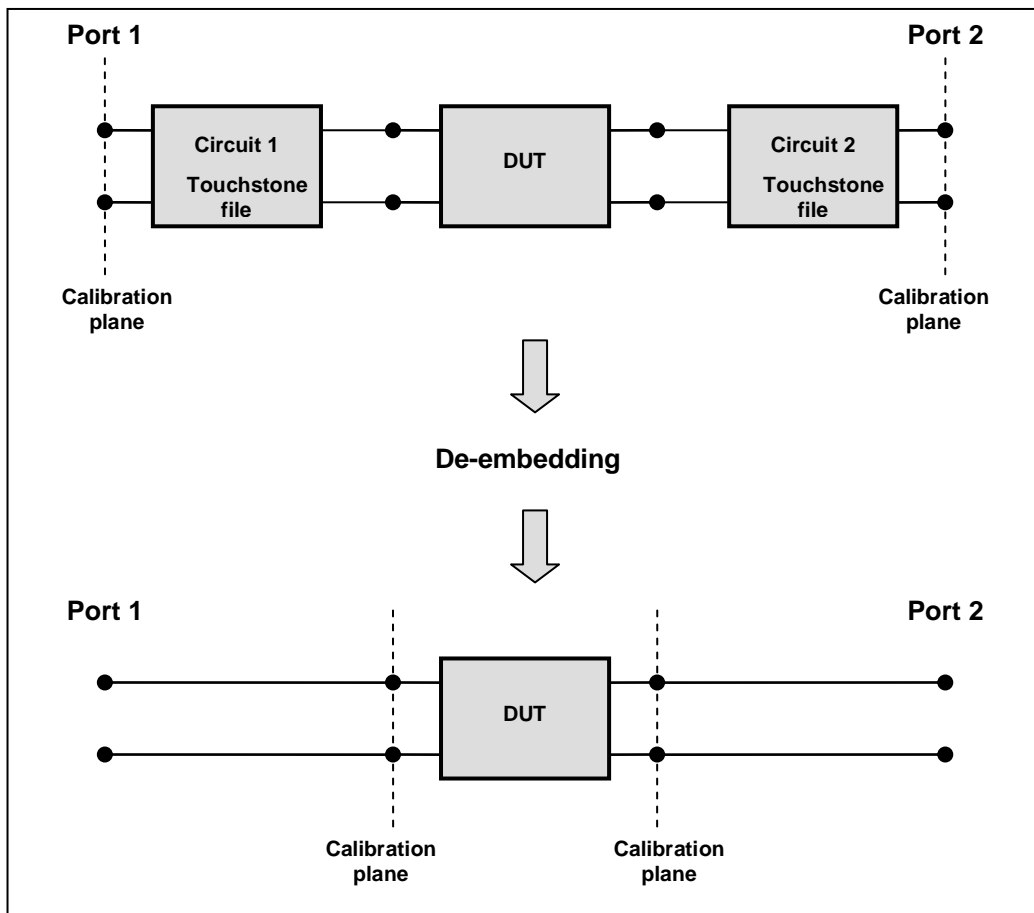 Port 1
Port 2
Circuit 1
Touchstone
file
DUT
Circuit 2
Touchstone
file
Calibration
plane
Calibration
plane
De-embedding
Port 1
Port 2
DUT
Calibration
plane
Calibration
plane